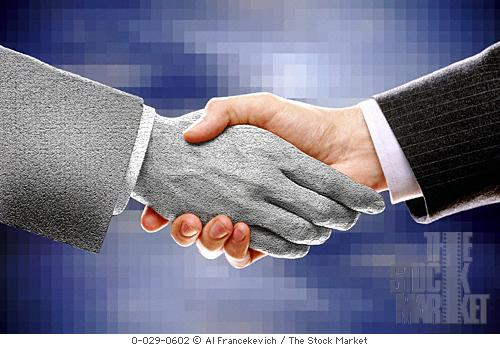 THE
STOCK
MARKET
0-029-0602 © Al Francekevich / The Stock Market